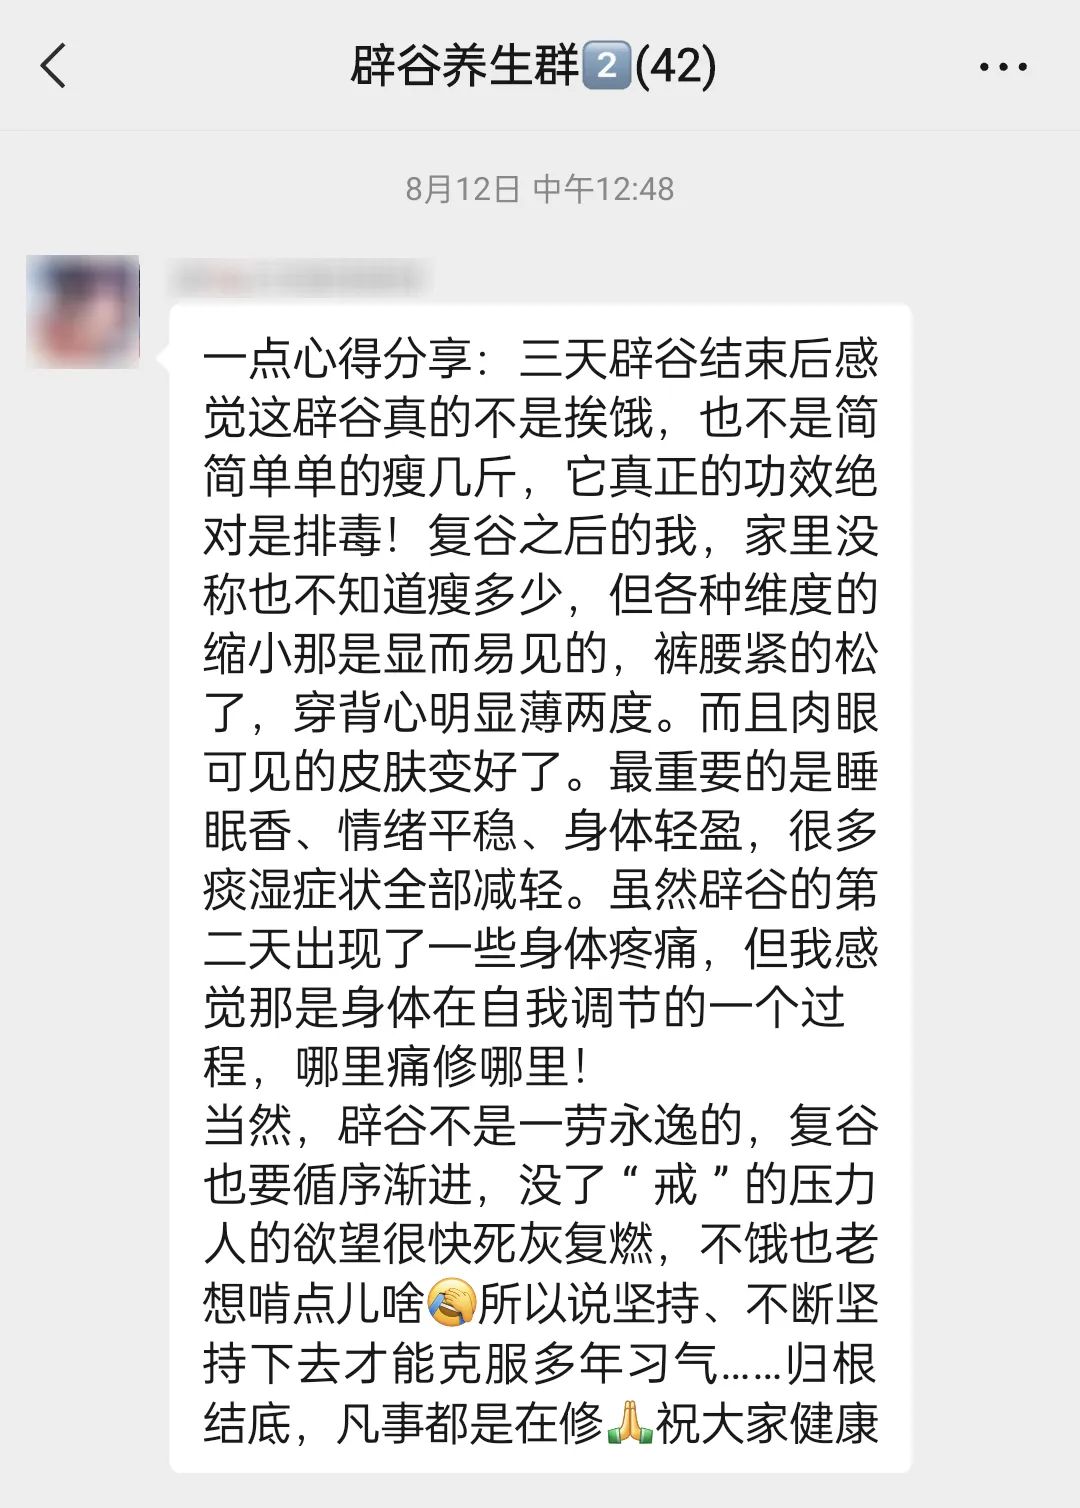 辟谷养生群2️⃣(42)
8月12日 中午12:48
一点心得分享：三天辟谷结束后感
觉这辟谷真的不是挨饿，也不是简
简单单的瘦几斤，它真正的功效绝
对是排毒！复谷之后的我，家里没
称也不知道瘦多少，但各种维度的
缩小那是显而易见的，裤腰紧的松
了，穿背心明显薄两度。而且肉眼
可见的皮肤变好了。最重要的是睡
眠香、情绪平稳、身体轻盈，很多
痰湿症状全部减轻。虽然辟谷的第
二天出现了一些身体疼痛，但我感
觉那是身体在自我调节的一个过
程，哪里痛修哪里！
当然，辟谷不是一劳永逸的，复谷
也要循序渐进，没了“戒”的压力
人的欲望很快死灰复燃，不饿也老
想啃点儿啥🤦所以说坚持、不断坚
持下去才能克服多年习气......归根
结底，凡事都是在修🙏祝大家健康